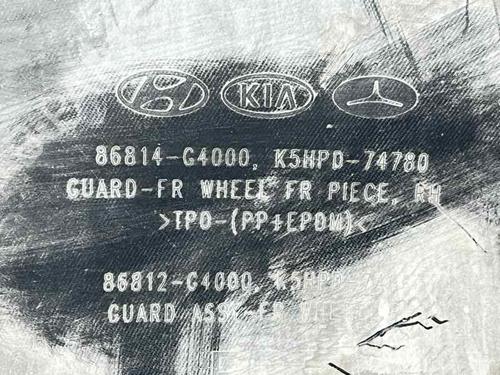 KIA
86814-G4000, K5HPD-74780
GUARD-FR WHEEL FR PIECE, RH
>TPO-(PP+EPDM)<
86812-G4000,
GUARD